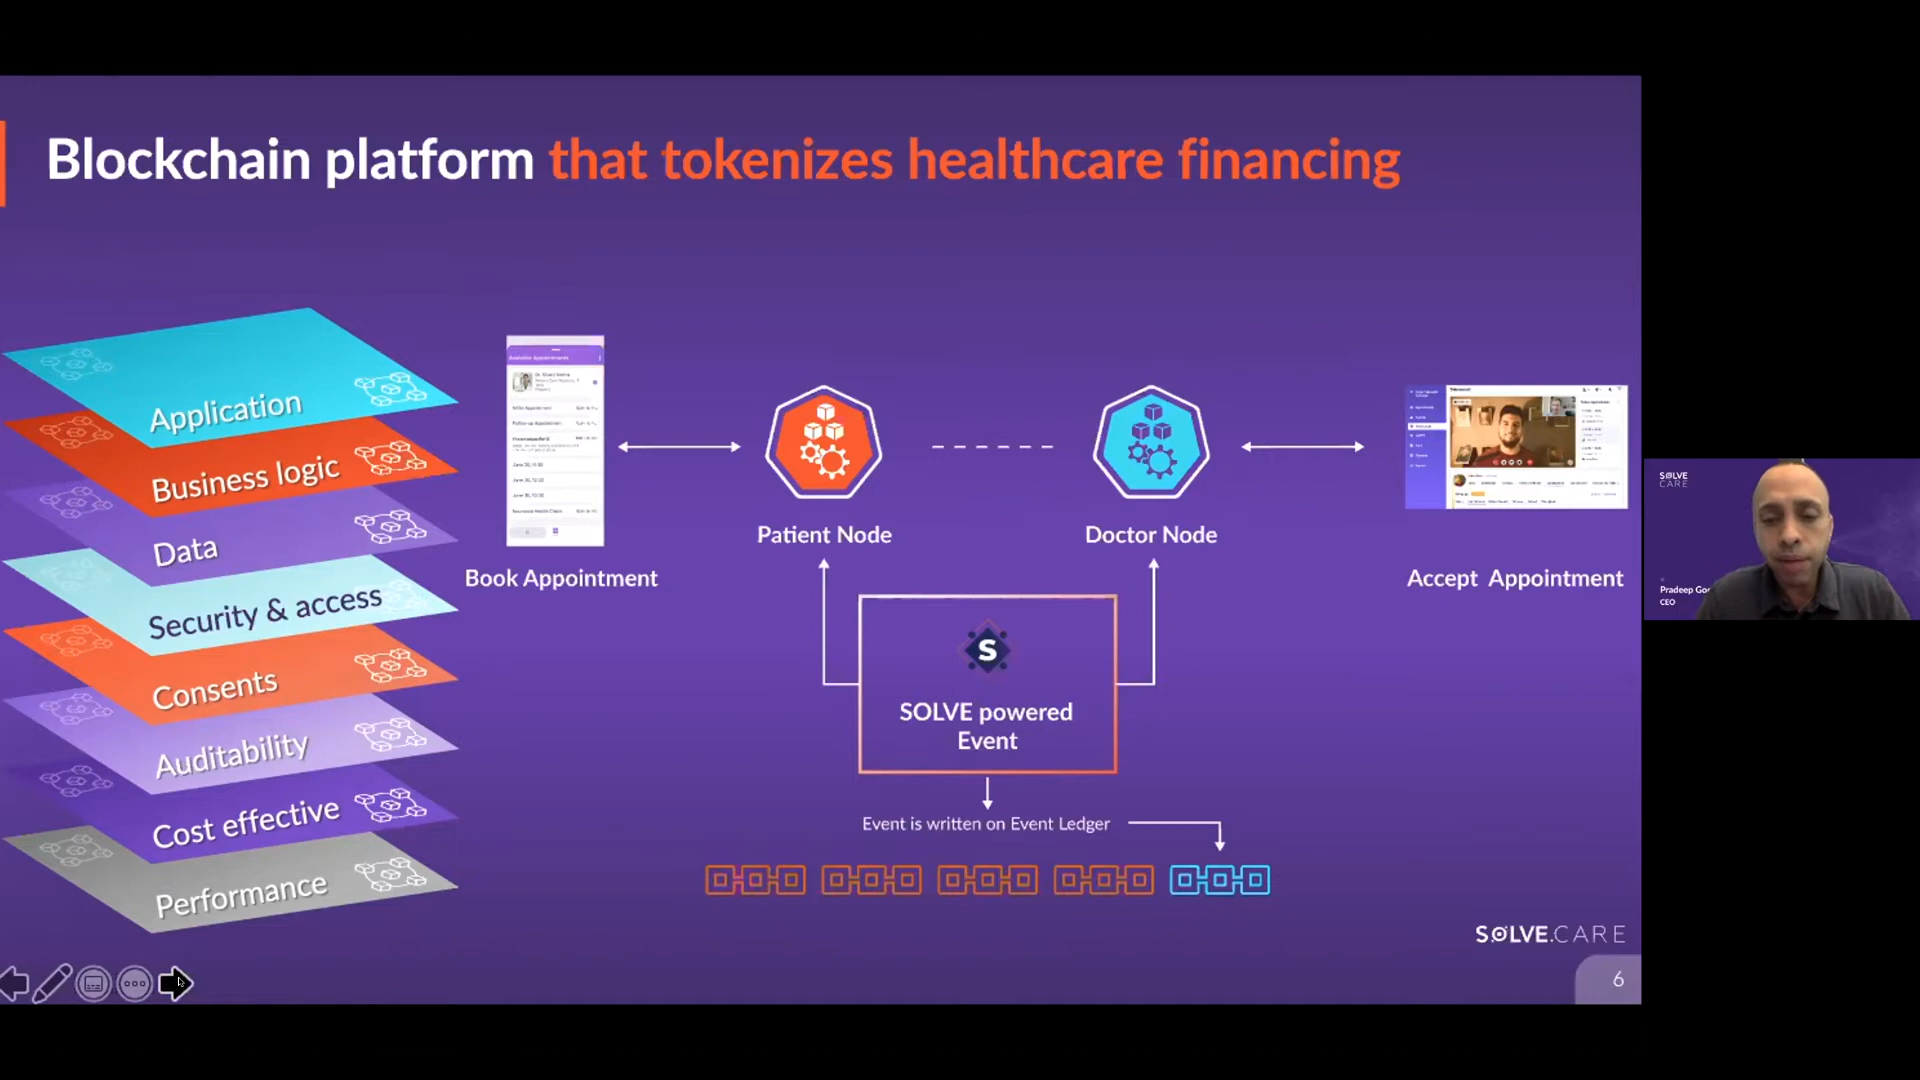 Blockchain platform that tokenizes healthcare financing
Application
Business logic
Data
Security & access
Consents
Auditability
Cost effective
Performance
Available Appointments
Book Appointment
Patient Node
Doctor Node
Accept Appointment
S
SOLVE powered
Event
Event is written on Event Ledger
SOLVE.CARE
6
SOLVE
CARE
Pradeep
CEO